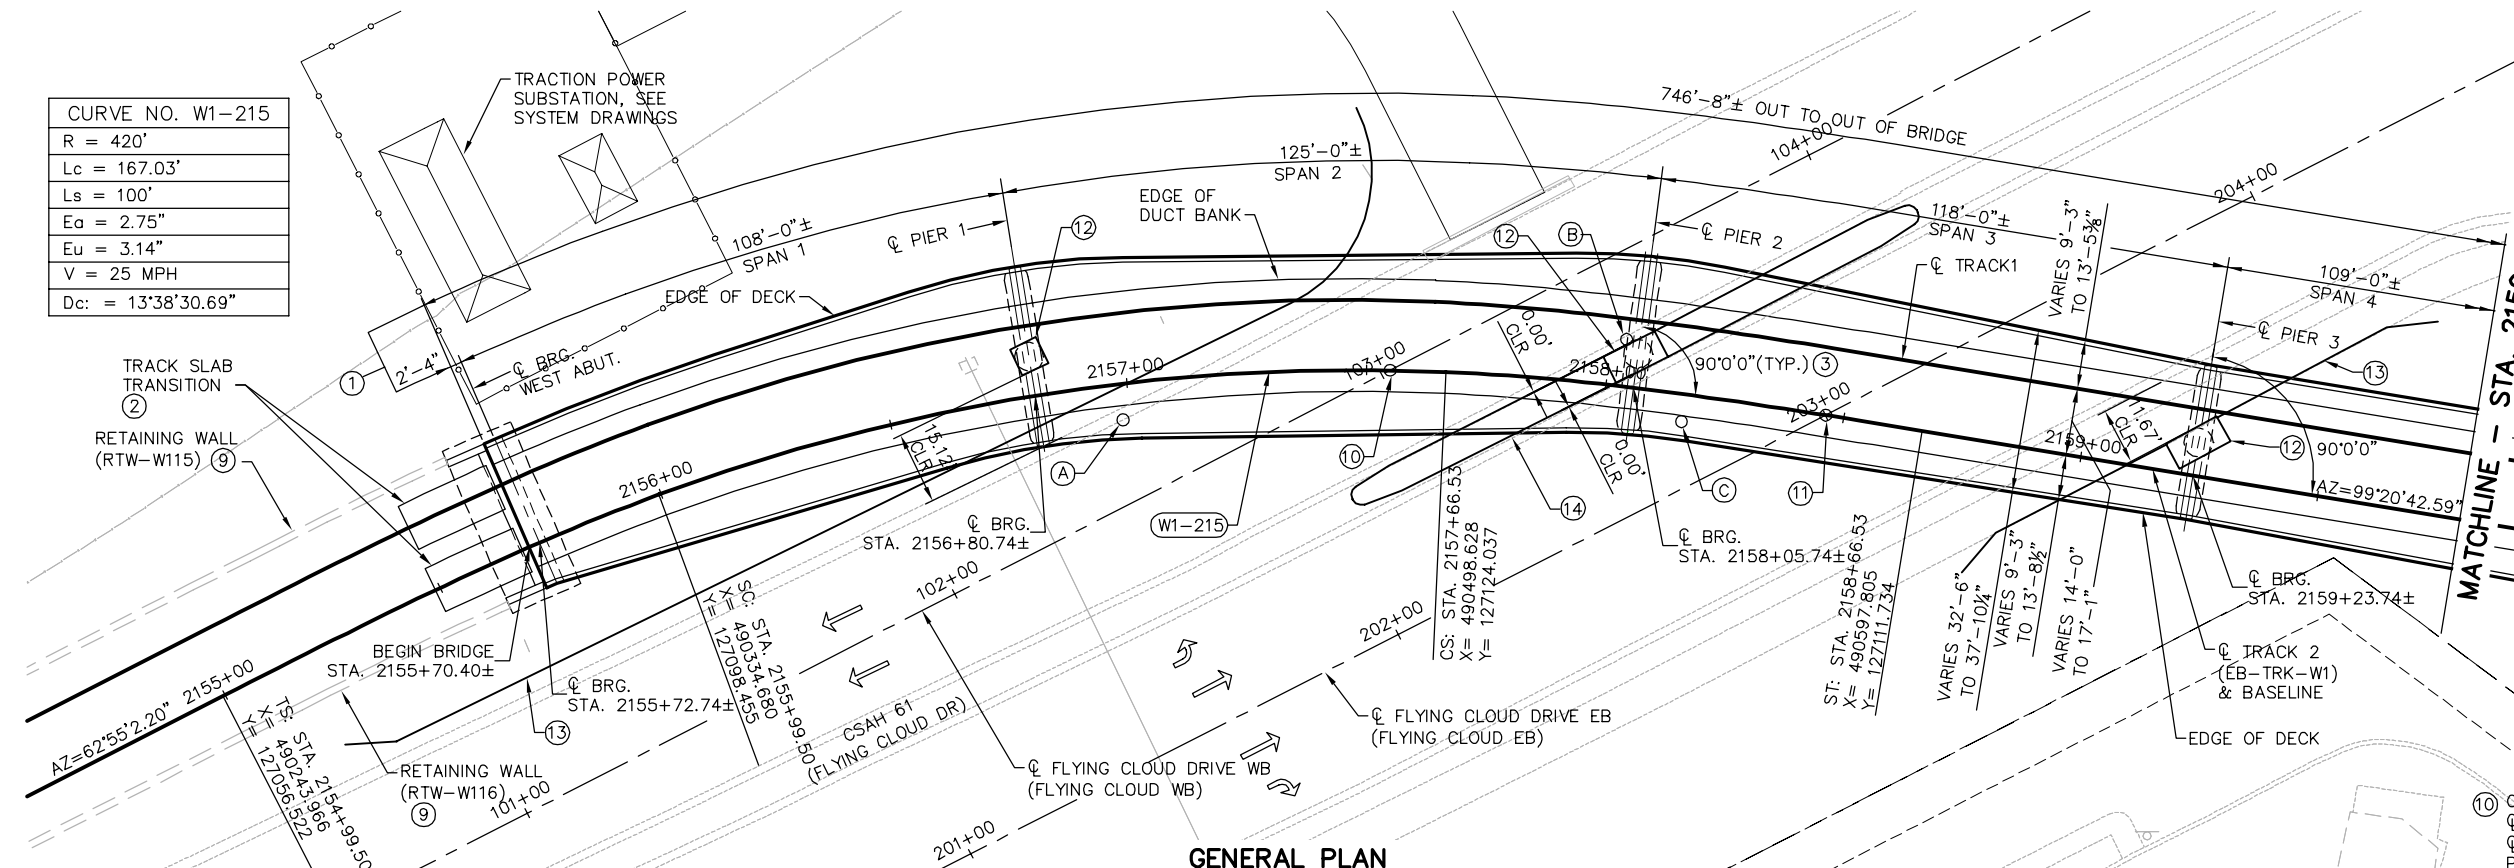 CURVE NO. W1-215
R = 420'
Lc = 167.03'
Ls = 100'
Ea = 2.75"
Eu = 3.14"
V = 25 MPH
Dc: = 13°38'30.69"
TRACTION POWER
SUBSTATION, SEE
SYSTEM DRAWINGS
746'-8"± OUT TO OUT OF BRIDGE
104+00
204+00
125'-0"±
SPAN 2
108'-0"±
SPAN 1
℄ PIER 1
12
EDGE OF
DUCT BANK
12
B
℄ PIER 2
118'-0"±
SPAN 3
℄ TRACK1
VARIES 9'-3"
TO 13'-5⅜"
109'-0"±
SPAN 4
℄ PIER 3
13
EDGE OF DECK
1
2'-4"
℄ BRG.
WEST ABUT.
TRACK SLAB
TRANSITION
2
RETAINING WALL
(RTW-W115) 9
2157+00
103+00
0.00'
CLR
2158+00
90°0'0"(TYP.) 3
203+00
2159+00
1.67'
CLR
12
90°0'0"
AZ=99°20'42.59"
MATCHLINE - STA. 2159
2156+00
15.12'
CLR
A
10
0.00'
CLR
C
11
14
W1-215
℄ BRG.
STA. 2156+80.74±
℄ BRG.
STA. 2158+05.74±
℄ BRG.
STA. 2159+23.74±
CS: STA. 2157+66.53
X= 490498.628
Y= 127124.037
ST: STA. 2158+66.53
X= 490597.805
Y= 127111.734
VARIES 32'-6"
TO 37'-10¼"
VARIES 9'-3"
TO 13'-8½"
VARIES 14'-0"
TO 17'-1"
℄ TRACK 2
(EB-TRK-W1)
& BASELINE
EDGE OF DECK
BEGIN BRIDGE
STA. 2155+70.40±
℄ BRG.
STA. 2155+72.74±
SC: STA. 2155+99.50
X= 490334.680
Y= 127098.455
102+00
202+00
CSAH 61
(FLYING CLOUD DR)
13
2155+00
AZ=62°55'2.20"
TS: STA. 2154+99.50
X= 490243.966
Y= 127056.522
RETAINING WALL
(RTW-W116)
9
101+00
℄ FLYING CLOUD DRIVE EB
(FLYING CLOUD EB)
℄ FLYING CLOUD DRIVE WB
(FLYING CLOUD WB)
201+00
10
GENERAL PLAN